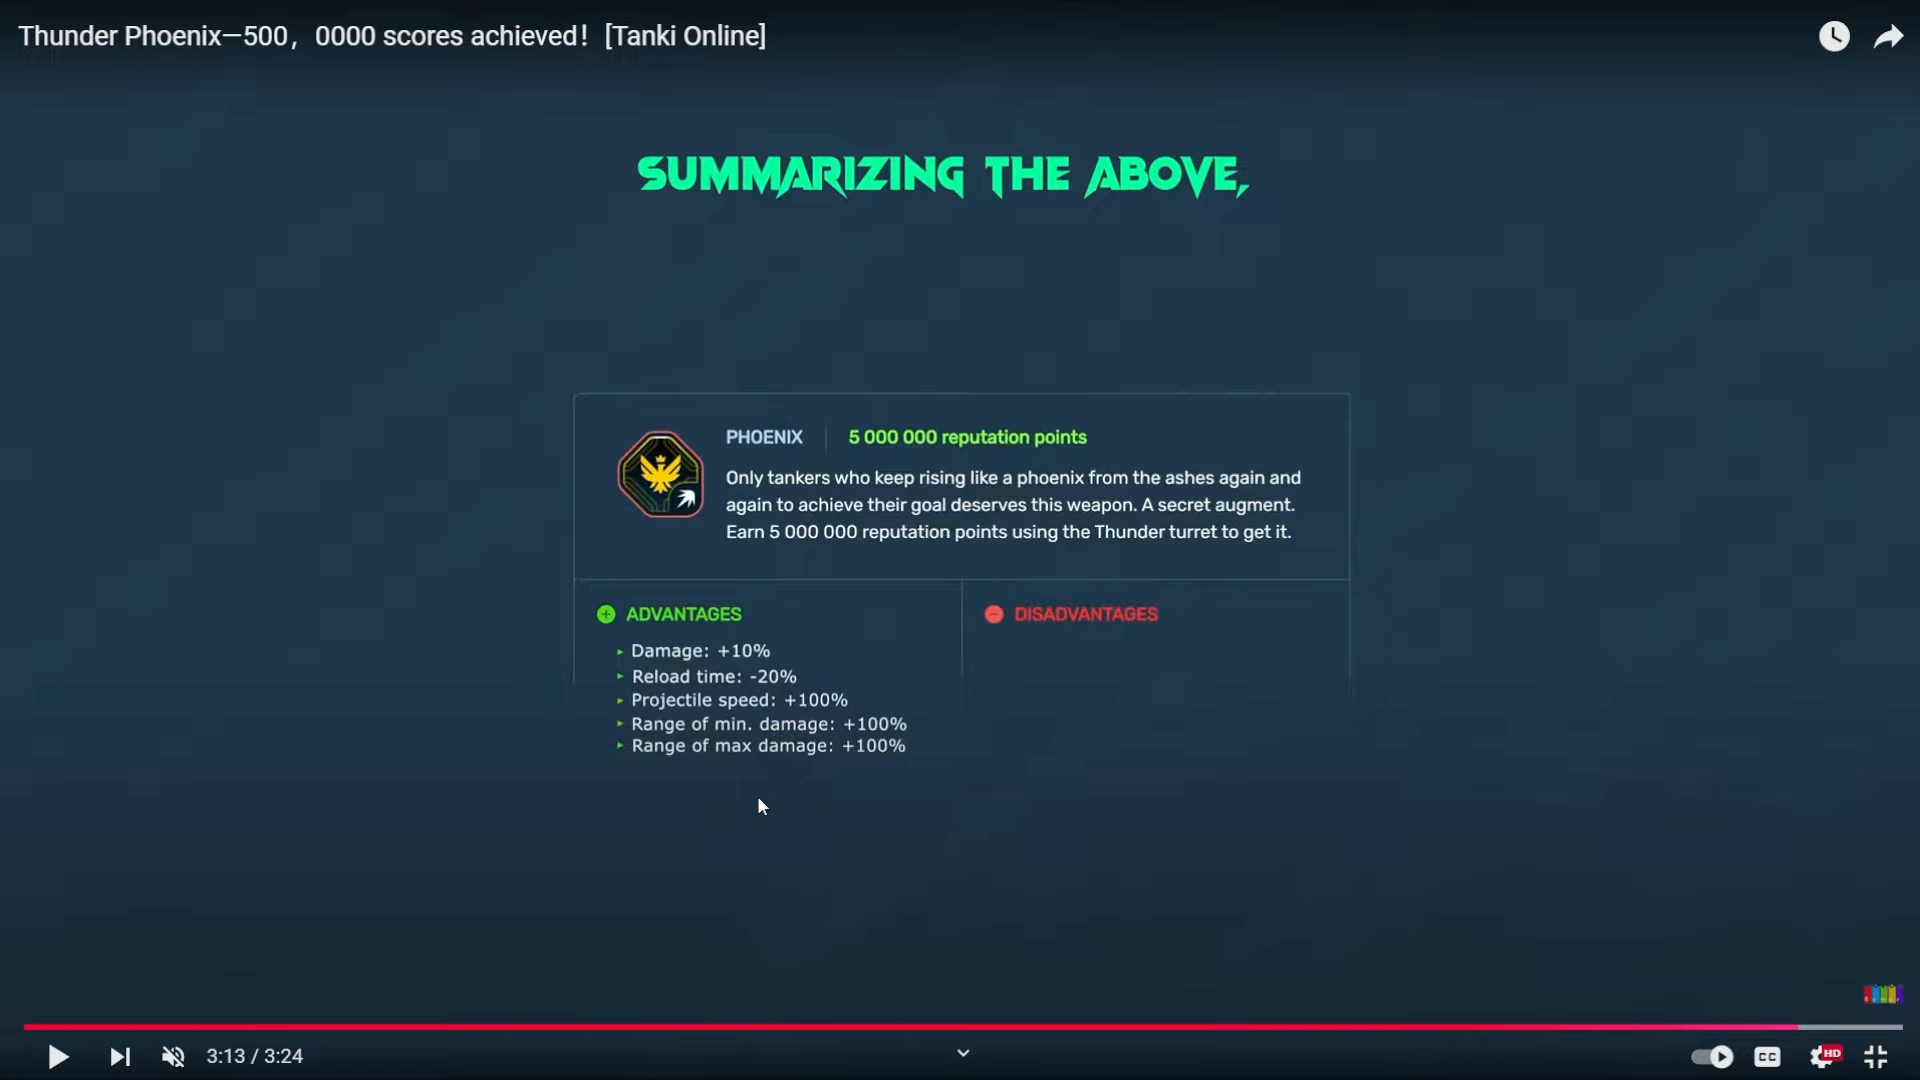 Thunder Phoenix—500，0000 scores achieved！[Tanki Online]
SUMMARIZING THE ABOVE,
PHOENIX 5 000 000 reputation points
Only tankers who keep rising like a phoenix from the ashes again and
again to achieve their goal deserves this weapon. A secret augment.
Earn 5 000 000 reputation points using the Thunder turret to get it.
ADVANTAGES
Damage: +10%
Reload time: -20%
Projectile speed: +100%
Range of min. damage: +100%
Range of max damage: +100%
DISADVANTAGES
3:13 / 3:24
CC
HD